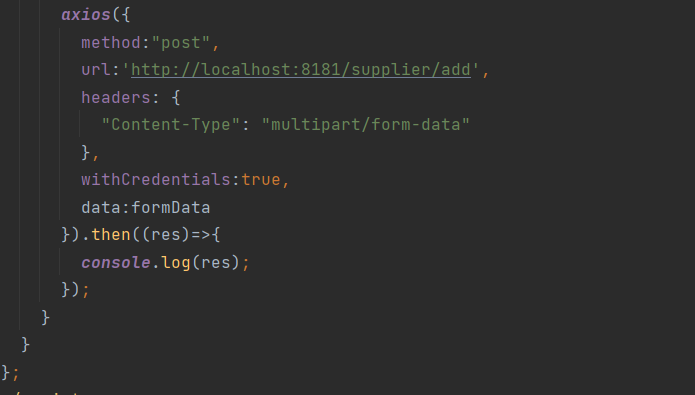 axios({
method:"post",
url:'http://localhost:8181/supplier/add',
headers: {
"Content-Type": "multipart/form-data"
},
withCredentials:true,
data:formData
}).then((res)=>{
console.log(res);
});
}
}
};